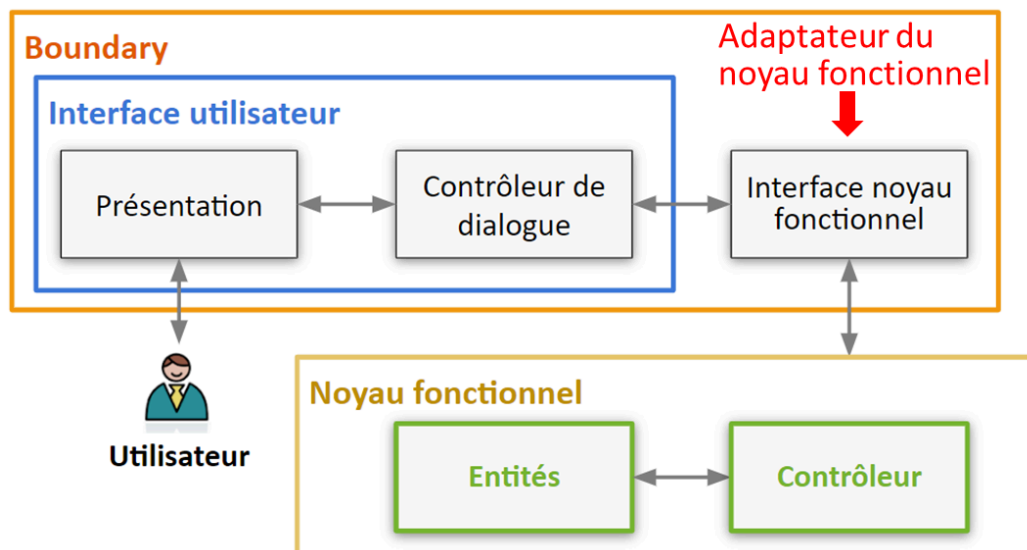 Boundary
Adaptateur du
noyau fonctionnel
Interface utilisateur
Présentation
Contrôleur de
dialogue
Interface noyau
fonctionnel
Utilisateur
Noyau fonctionnel
Entités
Contrôleur